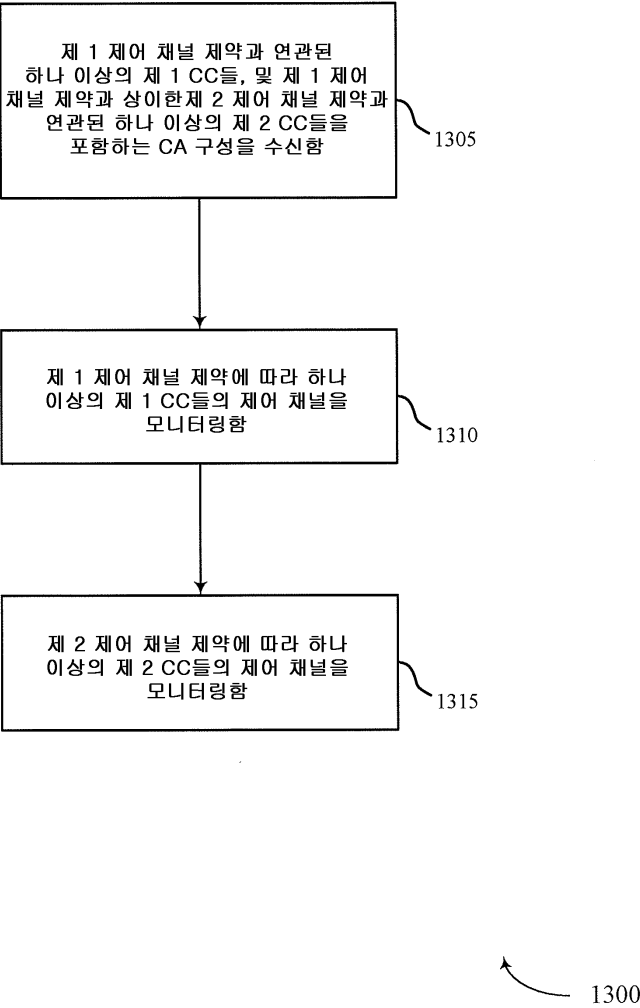 제 1 제어 채널 제약과 연관된
하나 이상의 제 1 CC들, 및 제 1 제어
채널 제약과 상이한제 2 제어 채널 제약과
연관된 하나 이상의 제 2 CC들을
포함하는 CA 구성을 수신함
1305
제 1 제어 채널 제약에 따라 하나
이상의 제 1 CC들의 제어 채널을
모니터링함
1310
제 2 제어 채널 제약에 따라 하나
이상의 제 2 CC들의 제어 채널을
모니터링함
1315
1300